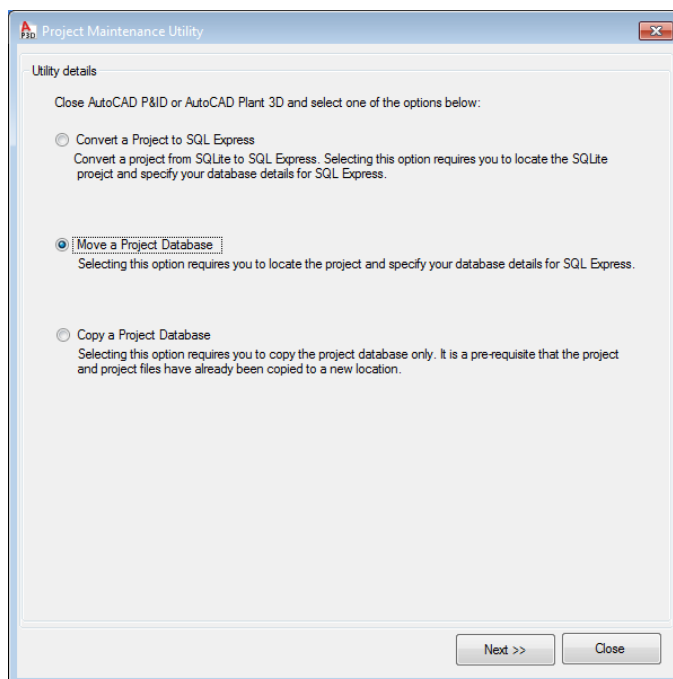 A
P3D
Project Maintenance Utility
Utility details
Close AutoCAD P&ID or AutoCAD Plant 3D and select one of the options below:
Convert a Project to SQL Express
Convert a project from SQLite to SQL Express. Selecting this option requires you to locate the SQLite
proejct and specify your database details for SQL Express.
Move a Project Database
Selecting this option requires you to locate the project and specify your database details for SQL Express.
Copy a Project Database
Selecting this option requires you to copy the project database only. It is a pre-requisite that the project
and project files have already been copied to a new location.
Next >>
Close